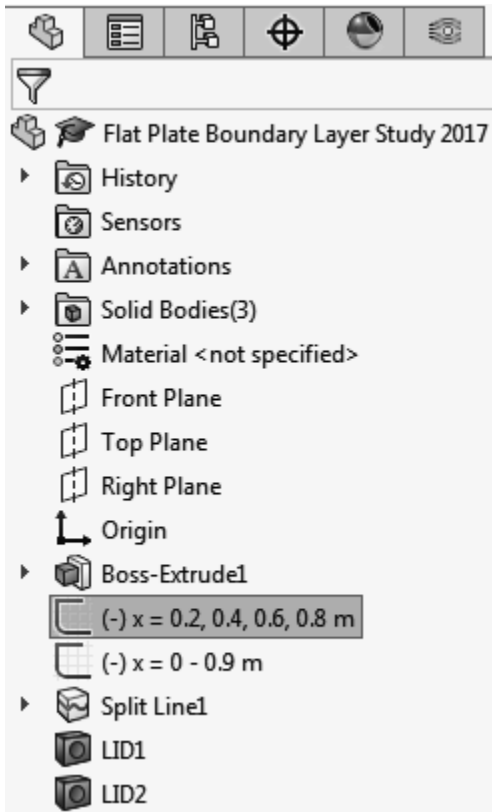 Flat Plate Boundary Layer Study 2017
History
Sensors
A Annotations
Solid Bodies(3)
Material <not specified>
Front Plane
Top Plane
Right Plane
Origin
Boss-Extrude1
(-) x = 0.2, 0.4, 0.6, 0.8 m
(-) x = 0 - 0.9 m
Split Line1
LID1
LID2